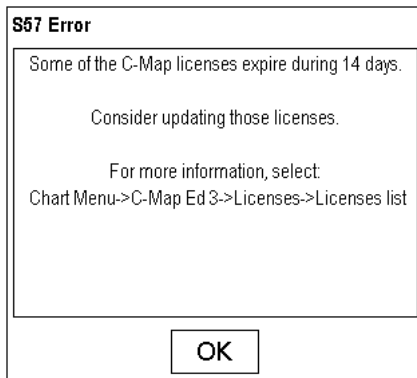 S57 Error
Some of the C-Map licenses expire during 14 days.
Consider updating those licenses.
For more information, select:
Chart Menu->C-Map Ed 3->Licenses->Licenses list
OK